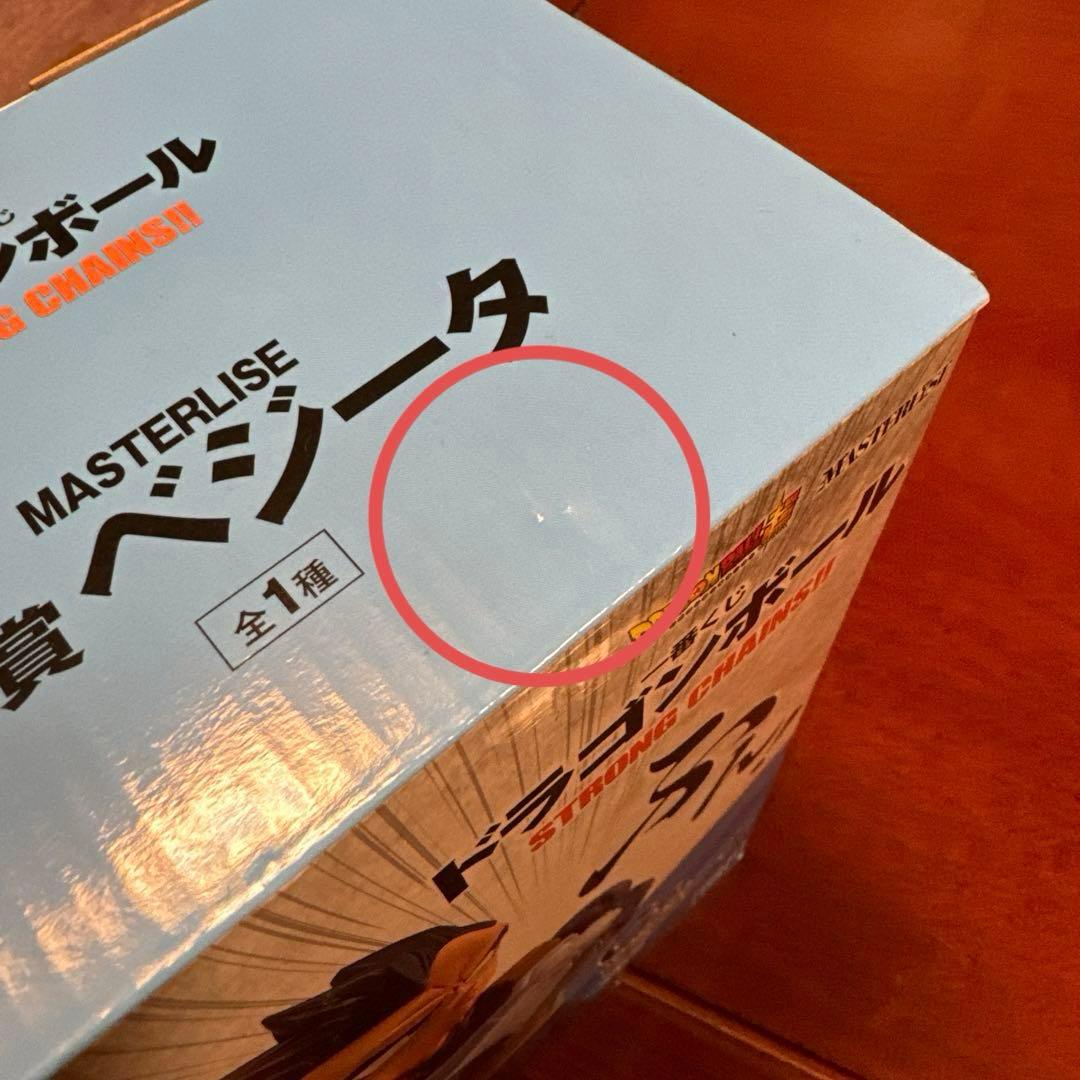 じ
ンボール
G CHAINS!!
MASTERLISE
賞 ベジータ
全1種
MASTERLISE
一番くじ
ドラゴンボール
STRONG CHAINS!!